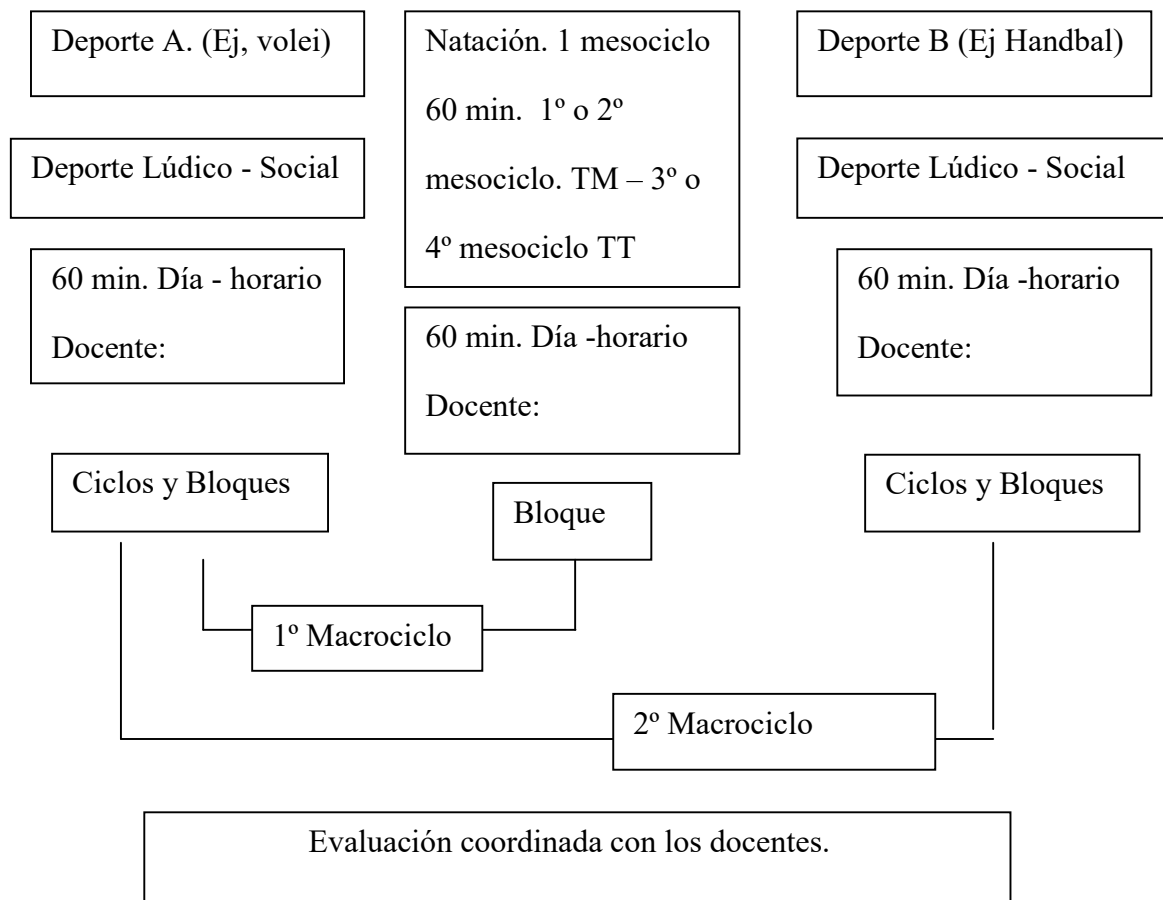 Deporte A. (Ej, volei)
Deporte Lúdico - Social
60 min. Día - horario
Docente:
Ciclos y Bloques
Natación. 1 mesociclo
60 min. 1º o 2º
mesociclo. TM – 3º o
4º mesociclo TT
60 min. Día -horario
Docente:
Bloque
Deporte B (Ej Handbal)
Deporte Lúdico - Social
60 min. Día -horario
Docente:
Ciclos y Bloques
1º Macrociclo
2º Macrociclo
Evaluación coordinada con los docentes.